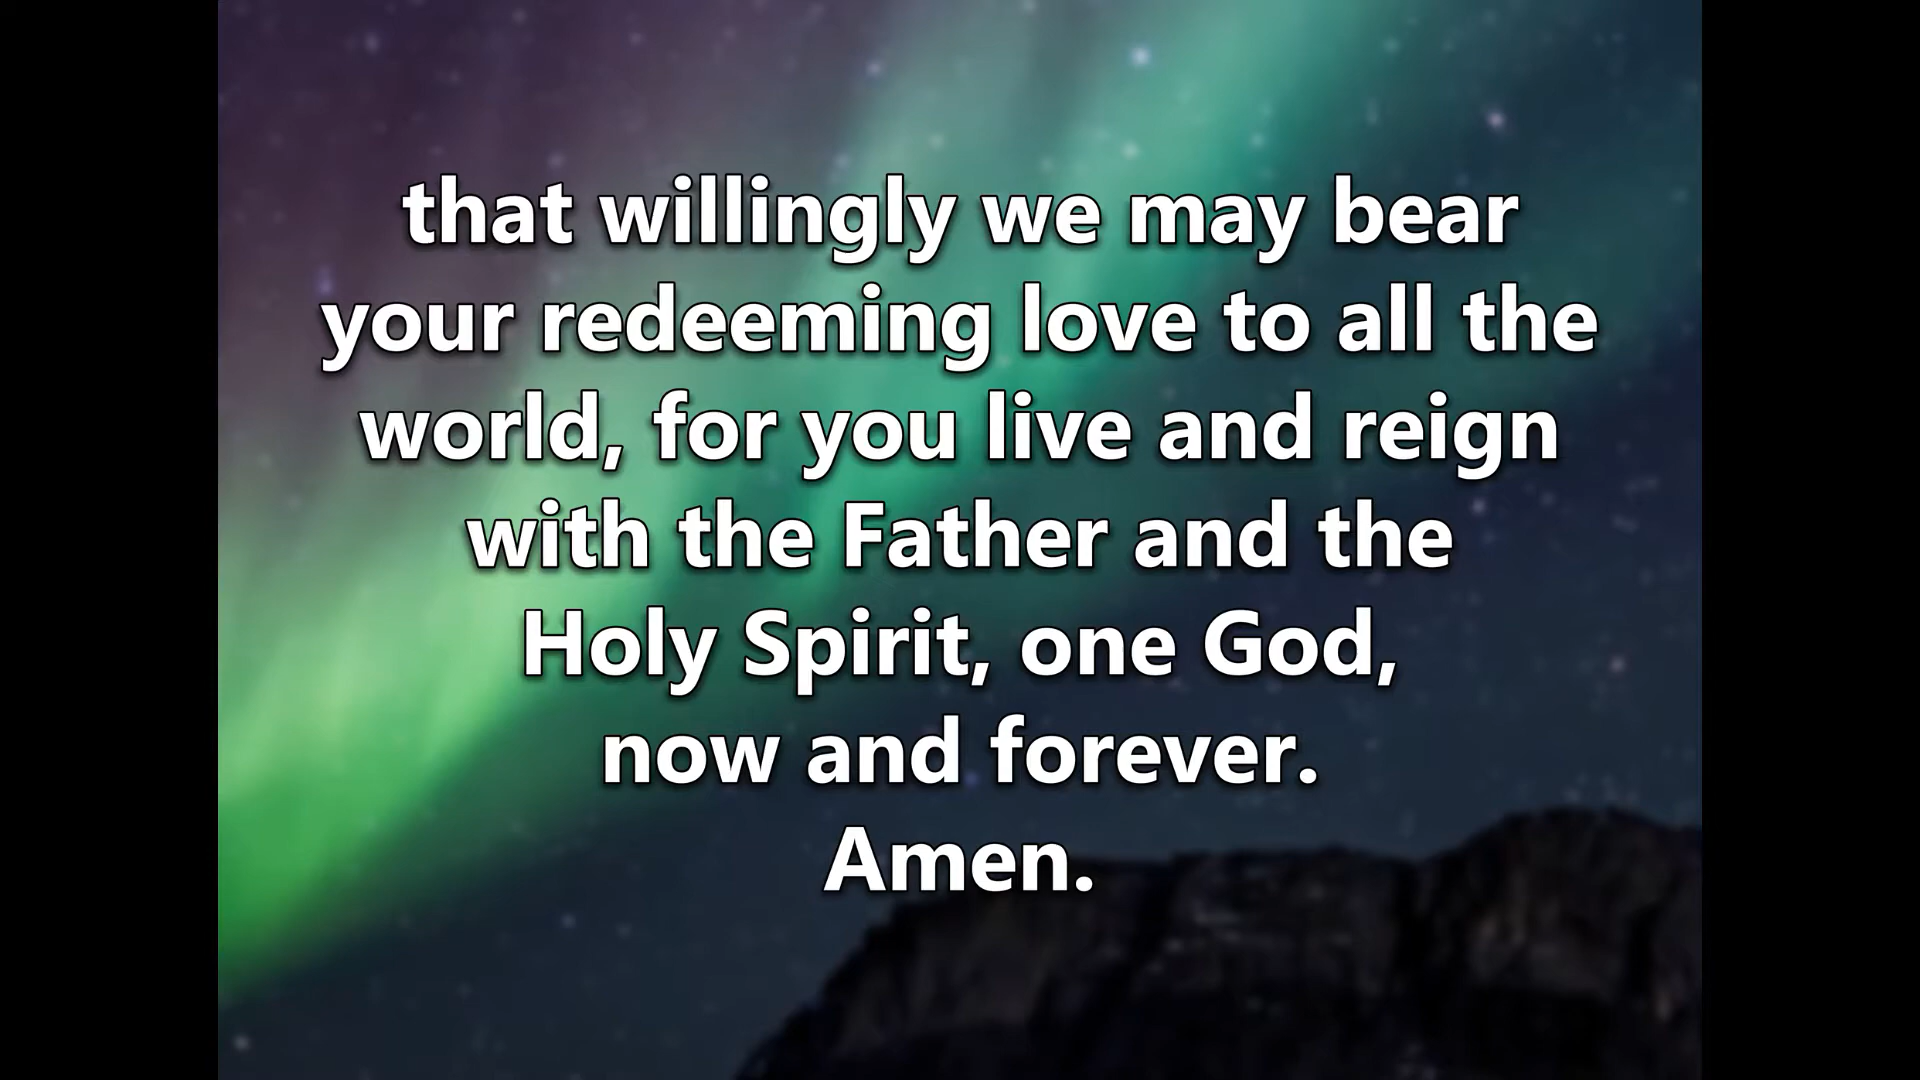 that willingly we may bear
your redeeming love to all the
world, for you live and reign
with the Father and the
Holy Spirit, one God,
now and forever.
Amen.